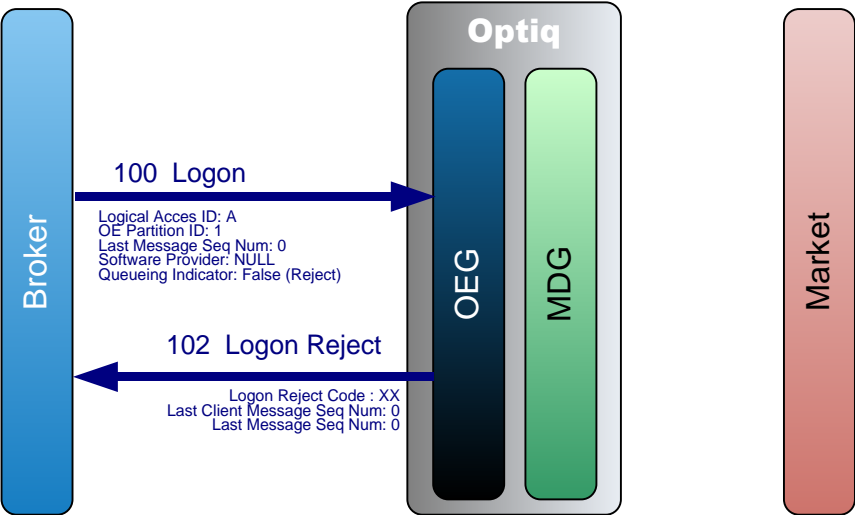 Optiq
100 Logon
Logical Acces ID: A
OE Partition ID: 1
Last Message Seq Num: 0
Software Provider: NULL
Queueing Indicator: False (Reject)
Broker
OEG
MDG
Market
102 Logon Reject
Logon Reject Code : XX
Last Client Message Seq Num: 0
Last Message Seq Num: 0